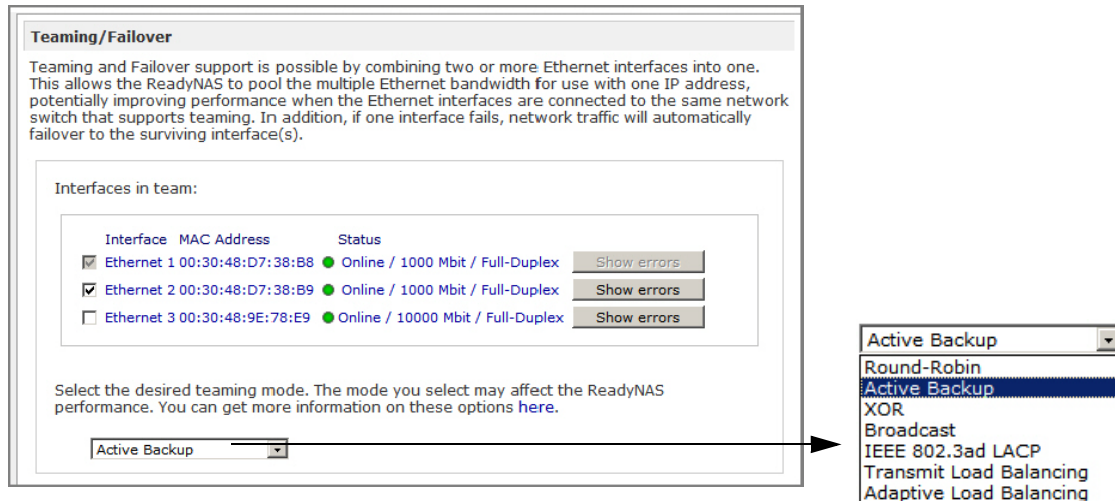 Teaming/Failover
Teaming and Failover support is possible by combining two or more Ethernet interfaces into one.
This allows the ReadyNAS to pool the multiple Ethernet bandwidth for use with one IP address,
potentially improving performance when the Ethernet interfaces are connected to the same network
switch that supports teaming. In addition, if one interface fails, network traffic will automatically
failover to the surviving interface(s).
Interfaces in team:
Interface MAC Address Status
Ethernet 1 00:30:48:D7:38:B8 Online / 1000 Mbit / Full-Duplex Show errors
Ethernet 2 00:30:48:D7:38:B9 Online / 1000 Mbit / Full-Duplex Show errors
Ethernet 3 00:30:48:9E:78:E9 Online / 10000 Mbit / Full-Duplex Show errors
Select the desired teaming mode. The mode you select may affect the ReadyNAS
performance. You can get more information on these options here.
Active Backup
Active Backup
Round-Robin
Active Backup
XOR
Broadcast
IEEE 802.3ad LACP
Transmit Load Balancing
Adaptive Load Balancing